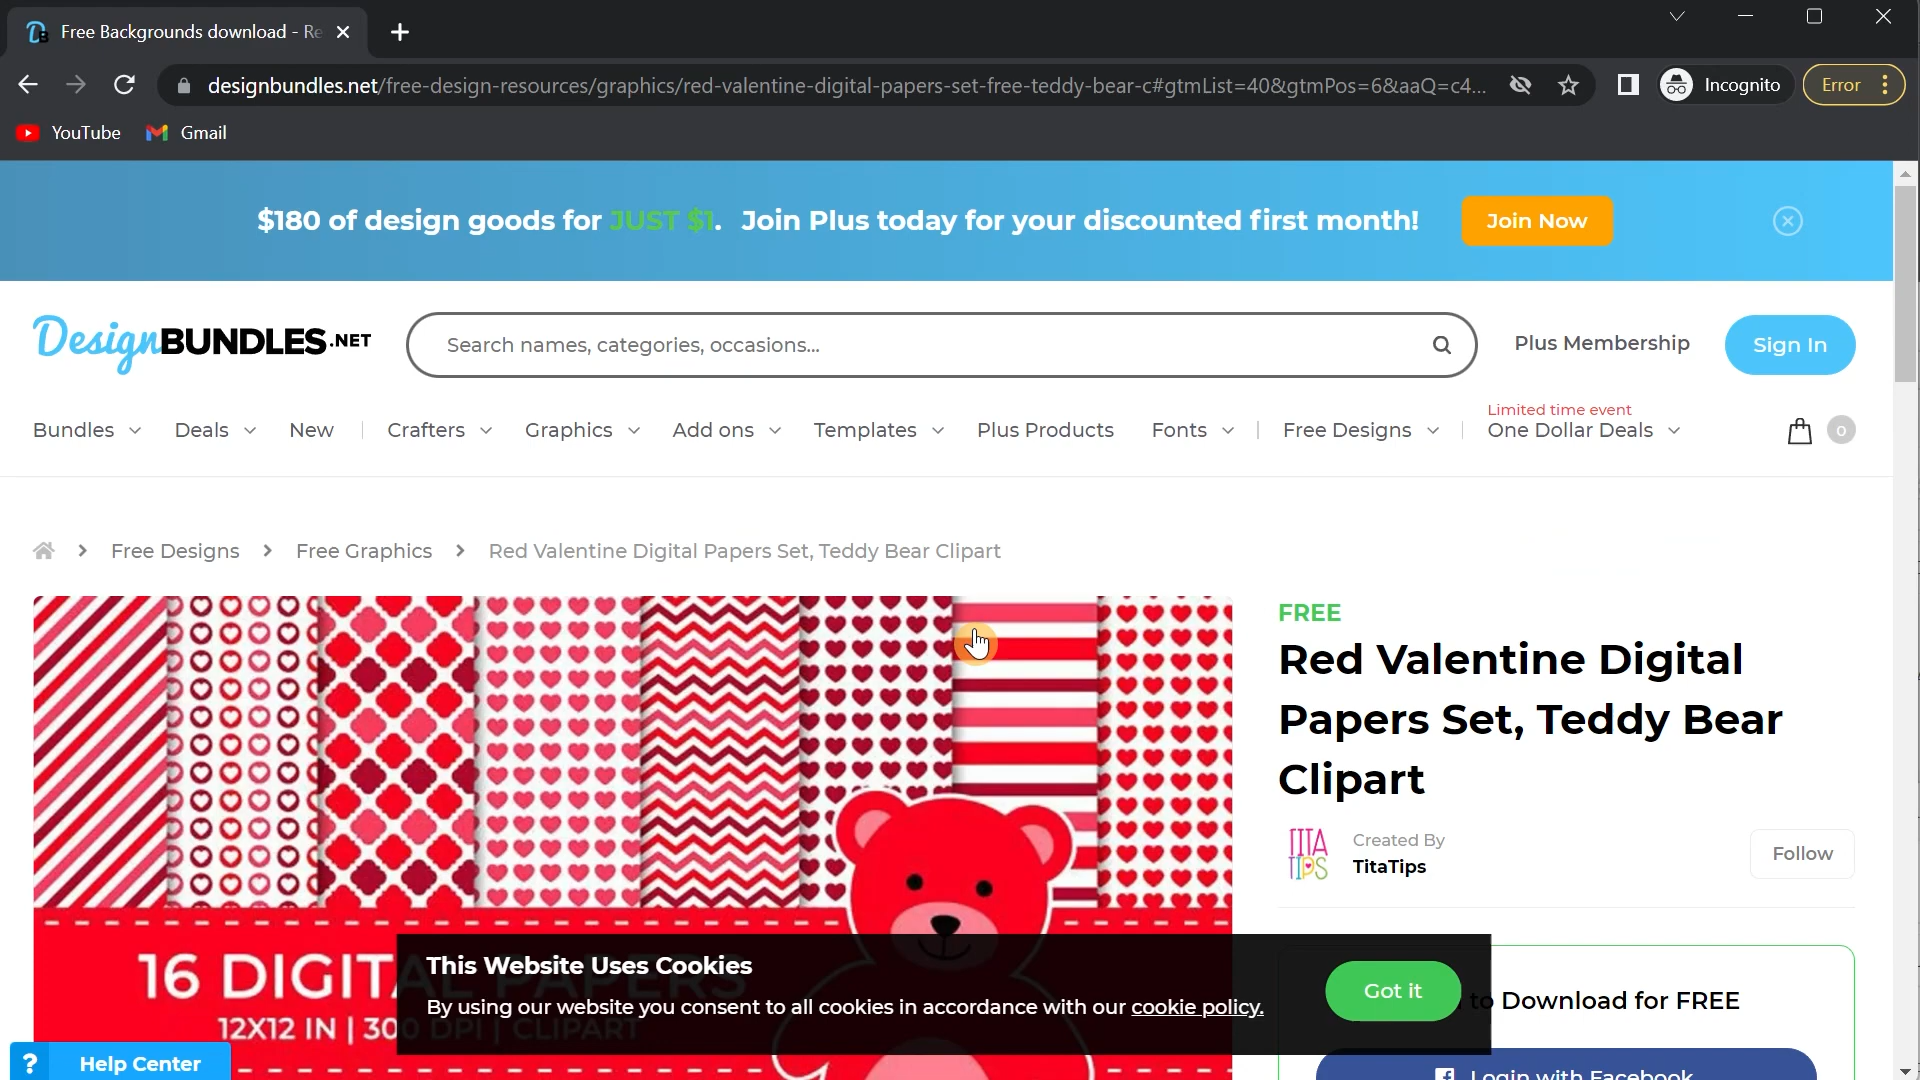 Free Backgrounds download - Re
designbundles.net/free-design-resources/graphics/red-valentine-digital-papers-set-free-teddy-bear-c#gtmList=40&gtmPos=6&aaQ=c4...
Incognito
Error
YouTube
Gmail
$180 of design goods for JUST $1. Join Plus today for your discounted first month!
Join Now
DesignBUNDLES.NET
Search names, categories, occasions...
Plus Membership
Sign In
Limited time event
Bundles Deals New Crafters Graphics Add ons Templates Plus Products Fonts Free Designs One Dollar Deals
0
Free Designs > Free Graphics > Red Valentine Digital Papers Set, Teddy Bear Clipart
FREE
Red Valentine Digital
Papers Set, Teddy Bear
Clipart
TITA
TIPS
Created By
TitaTips
Follow
16 DIGITAL PAPERS
12X12 IN | 300 DPI | CLIPART
This Website Uses Cookies
By using our website you consent to all cookies in accordance with our cookie policy.
Got it
to Download for FREE
Login with Facebook
? Help Center